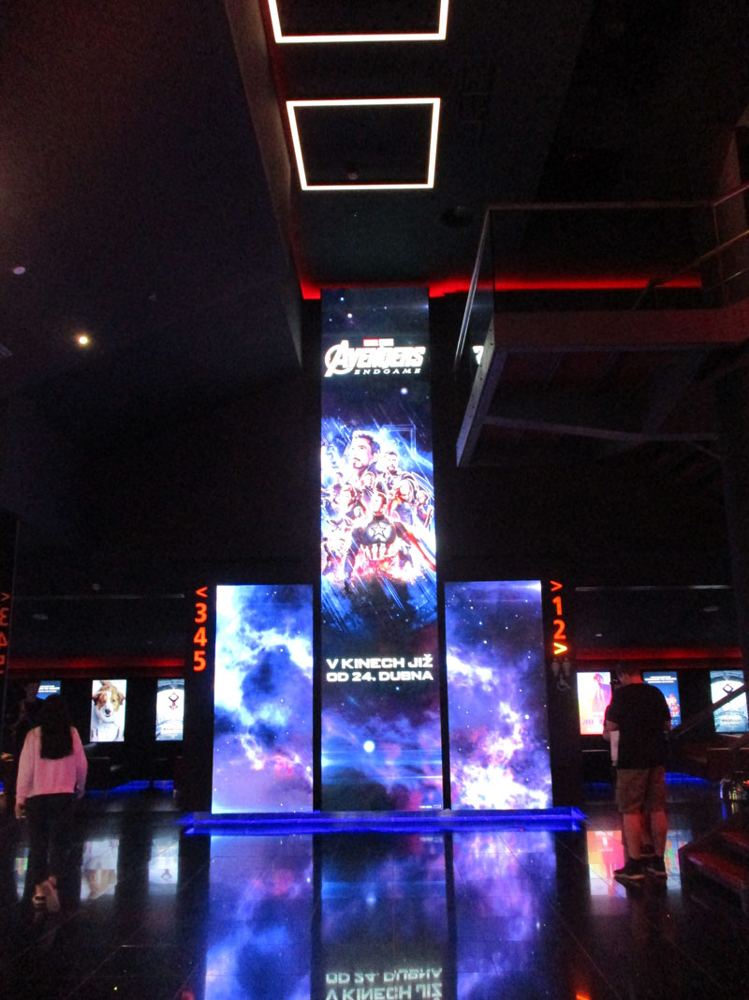 AVENGERS
ENDGAME
V KINECH JIŽ
OD 24. DUBNA
<
3
4
5
>
1
2
>